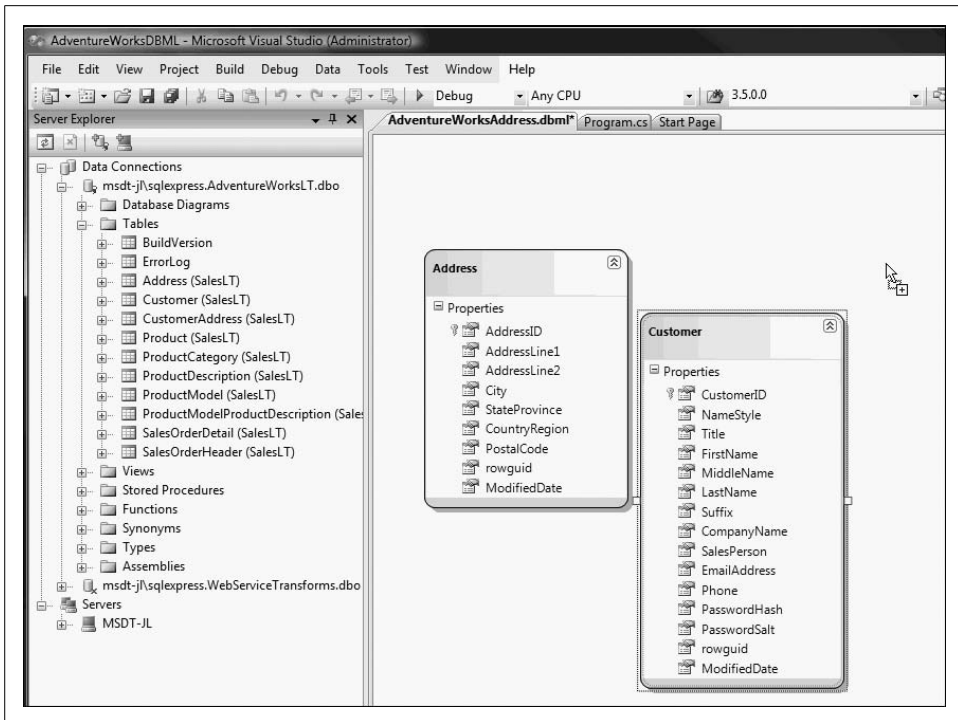 AdventureWorksDBML - Microsoft Visual Studio (Administrator)
File Edit View Project Build Debug Data Tools Test Window Help
Debug Any CPU 3.5.0.0
Server Explorer
AdventureWorksAddress.dbml* Program.cs Start Page
Data Connections
msdt-jl\sqlexpress.AdventureWorksLT.dbo
Database Diagrams
Tables
BuildVersion
ErrorLog
Address (SalesLT)
Customer (SalesLT)
CustomerAddress (SalesLT)
Product (SalesLT)
ProductCategory (SalesLT)
ProductDescription (SalesLT)
ProductModel (SalesLT)
ProductModelProductDescription (Sales
SalesOrderDetail (SalesLT)
SalesOrderHeader (SalesLT)
Views
Stored Procedures
Functions
Synonyms
Types
Assemblies
msdt-jl\sqlexpress.WebServiceTransforms.dbo
Servers
MSDT-JL
Address
Properties
AddressID
AddressLine1
AddressLine2
City
StateProvince
CountryRegion
PostalCode
rowguid
ModifiedDate
Customer
Properties
CustomerID
NameStyle
Title
FirstName
MiddleName
LastName
Suffix
CompanyName
SalesPerson
EmailAddress
Phone
PasswordHash
PasswordSalt
rowguid
ModifiedDate